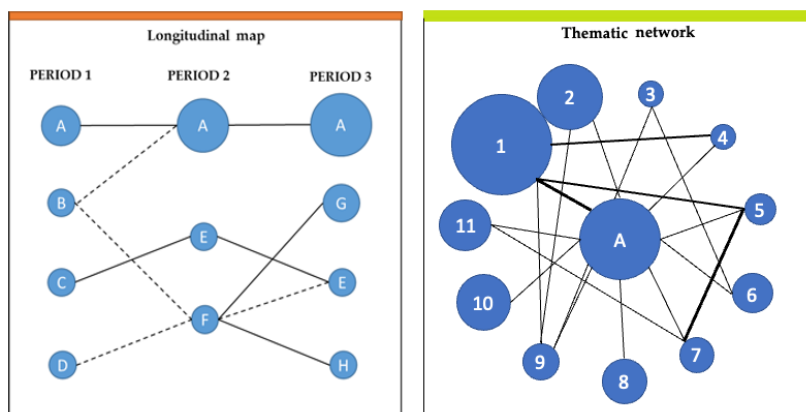 Longitudinal map
PERIOD 1 PERIOD 2 PERIOD 3
A A A
B G
E
C E
F
D H
Thematic network
2 3
1 4
5
11 A
10 6
9 7
8